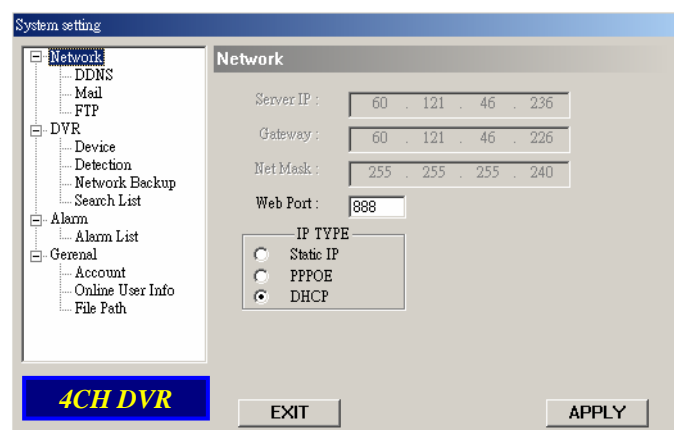 System setting
Network
DDNS
Mail
FTP
DVR
Device
Detection
Network Backup
Search List
Alarm
Alarm List
Gerenal
Account
Online User Info
File Path
4CH DVR
Network
Server IP : 60 . 121 . 46 . 236
Gateway : 60 . 121 . 46 . 226
Net Mask : 255 . 255 . 255 . 240
Web Port : 888
IP TYPE
Static IP
PPPOE
DHCP
EXIT APPLY